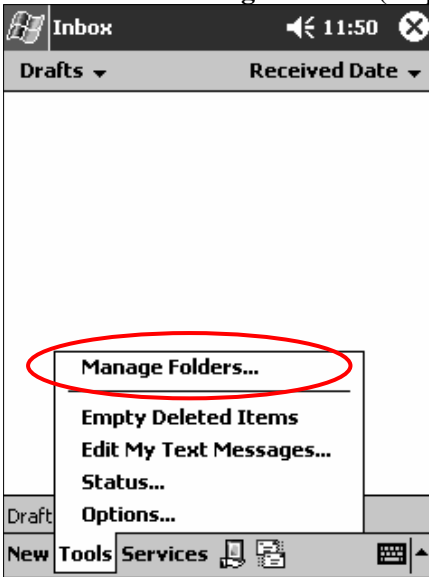 Inbox 11:50
Drafts Received Date
Manage Folders...
Empty Deleted Items
Edit My Text Messages...
Status...
Draft Options...
New Tools Services